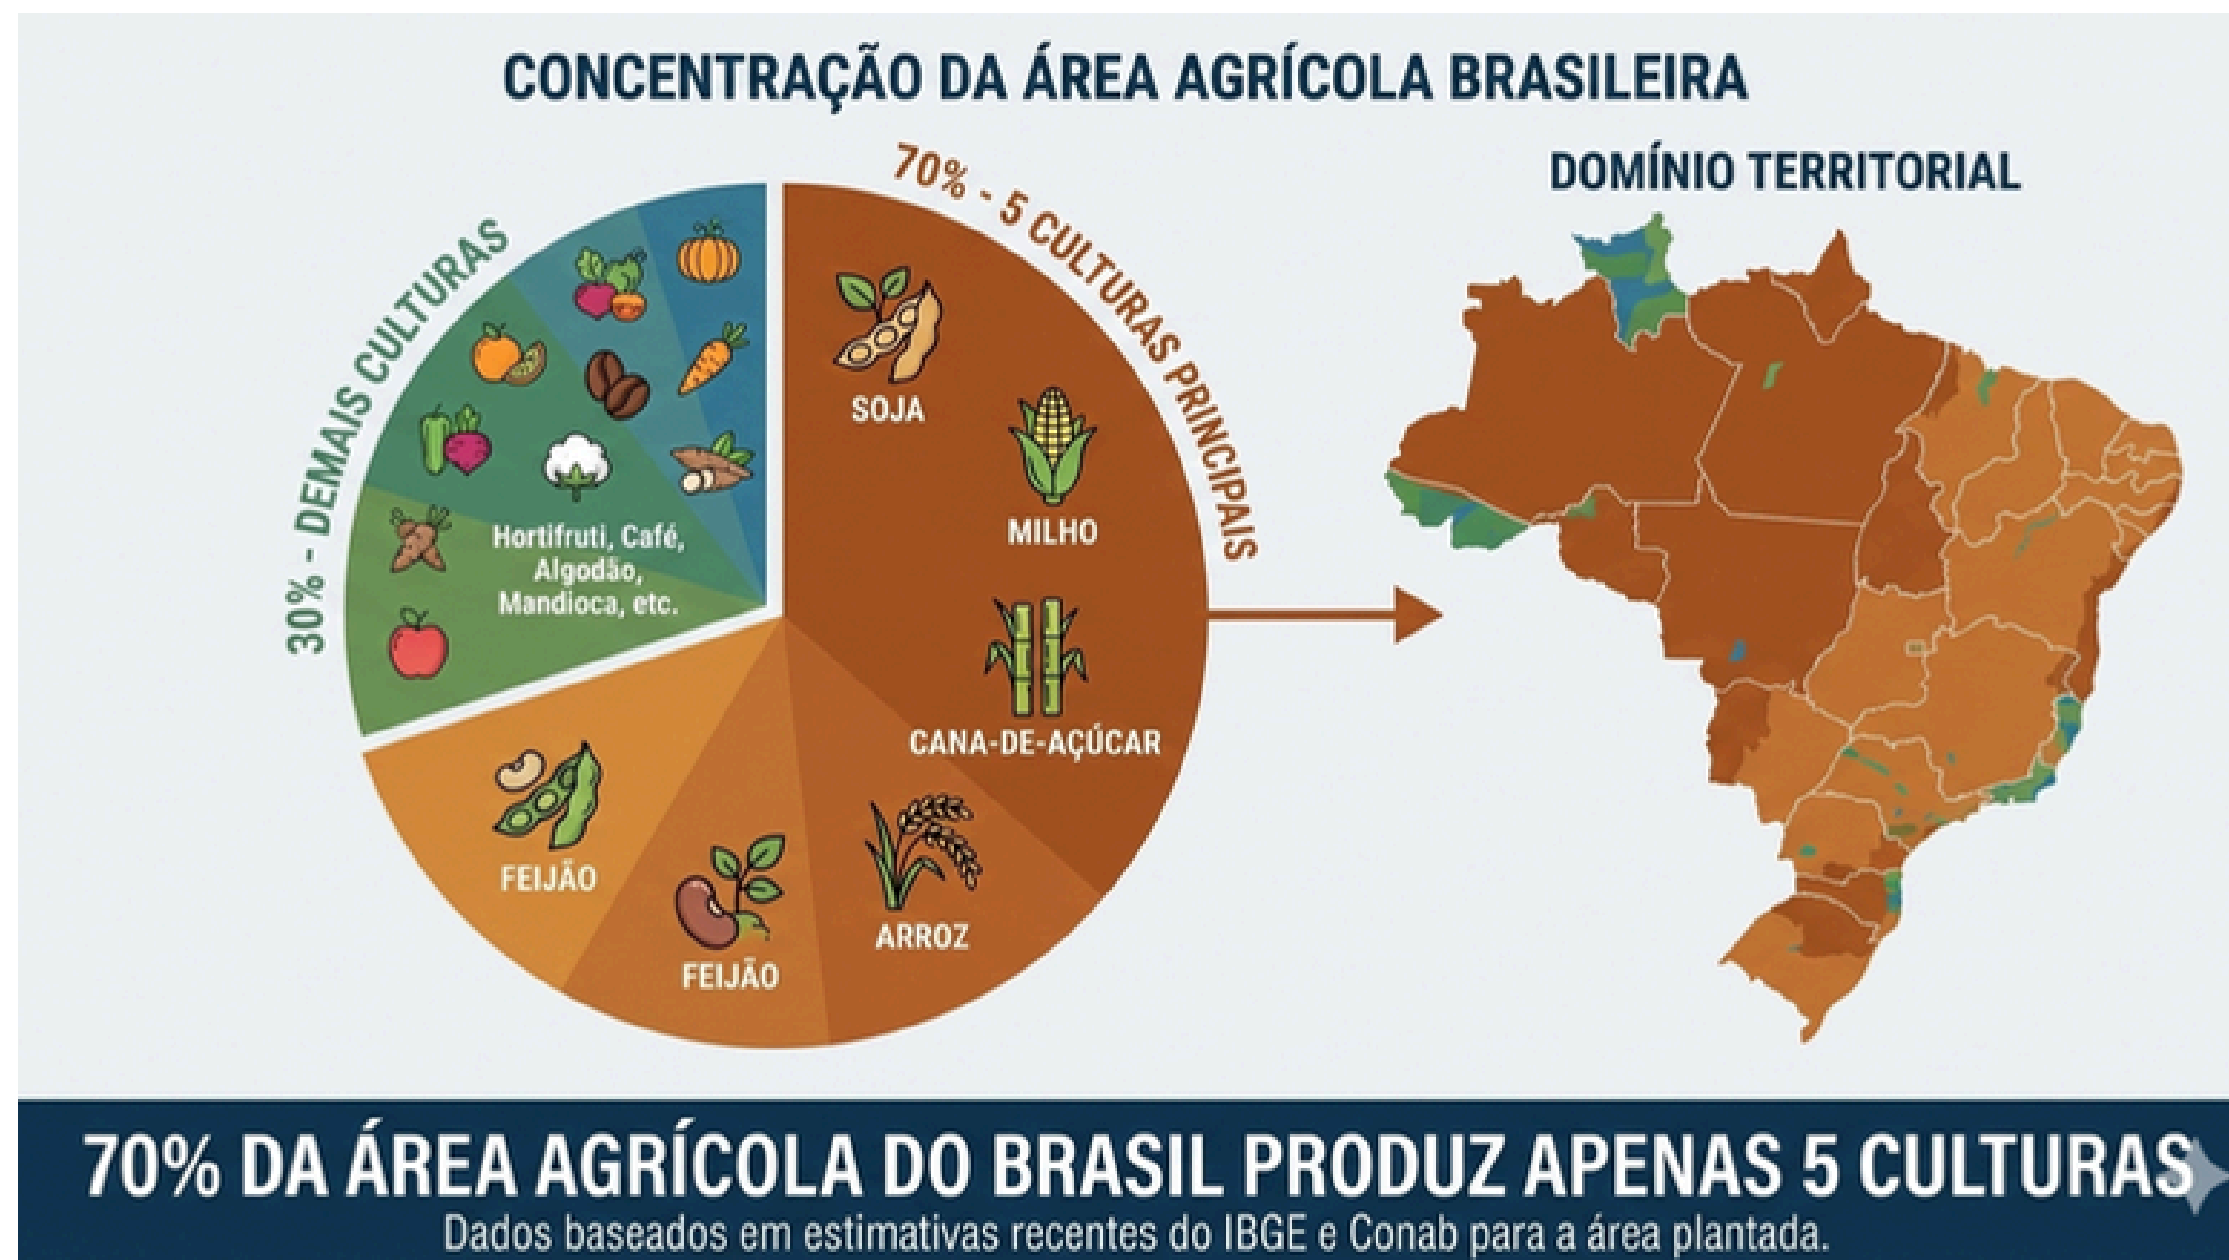 CONCENTRAÇÃO DA ÁREA AGRÍCOLA BRASILEIRA
30% - DEMAIS CULTURAS
70% - 5 CULTURAS PRINCIPAIS
DOMÍNIO TERRITORIAL
SOJA
MILHO
Hortifruti, Café,
Algodão,
Mandioca, etc.
CANA-DE-AÇÚCAR
FEIJÃO
ARROZ
FEIJÃO
70% DA ÁREA AGRÍCOLA DO BRASIL PRODUZ APENAS 5 CULTURAS
Dados baseados em estimativas recentes do IBGE e Conab para a área plantada.